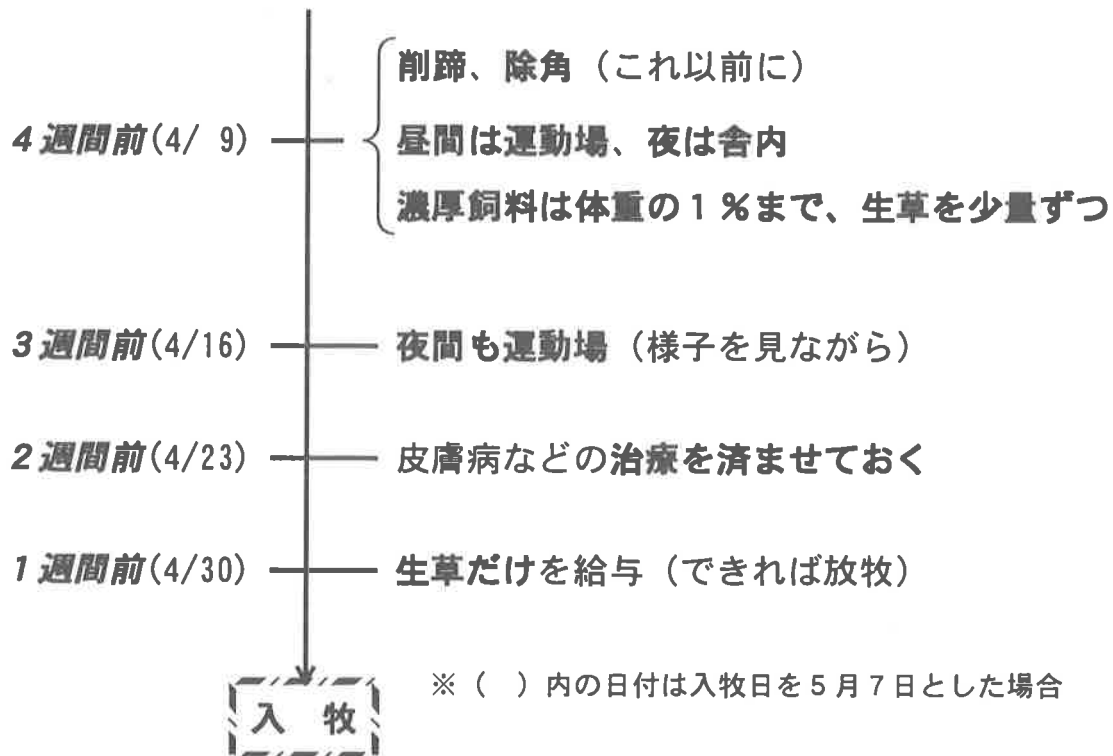 削蹄、除角（これ以前に）
4週間前(4/ 9)
昼間は運動場、夜は舎内
濃厚飼料は体重の1％まで、生草を少量ずつ
3週間前(4/16)
夜間も運動場（様子を見ながら）
2週間前(4/23)
皮膚病などの治療を済ませておく
1週間前(4/30)
生草だけを給与（できれば放牧）
※（　）内の日付は入牧日を5月7日とした場合
入　牧